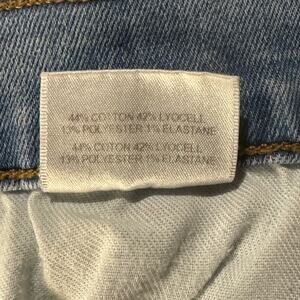 44% COTTON 42% LYOCELL
13% POLYESTER 1% ELASTANE
44% COTTON 42% LYOCELL
13% POLYESTER 1% ELASTANE